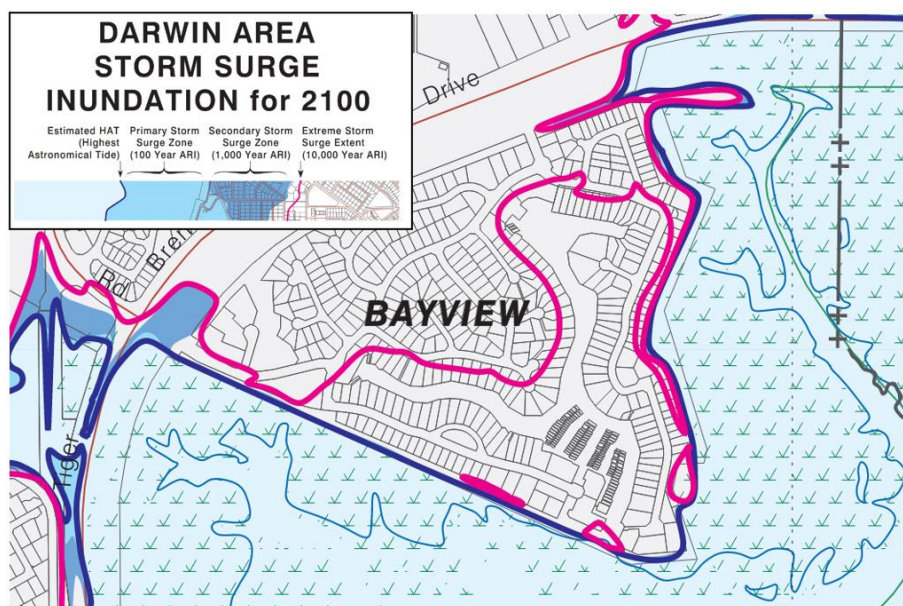 DARWIN AREA
STORM SURGE
INUNDATION for 2100
Estimated HAT
(Highest
Astronomical Tide)
Primary Storm
Surge Zone
(100 Year ARI)
Secondary Storm
Surge Zone
(1,000 Year ARI)
Extreme Storm
Surge Extent
(10,000 Year ARI)
Drive
Rd
BAYVIEW
Tiger